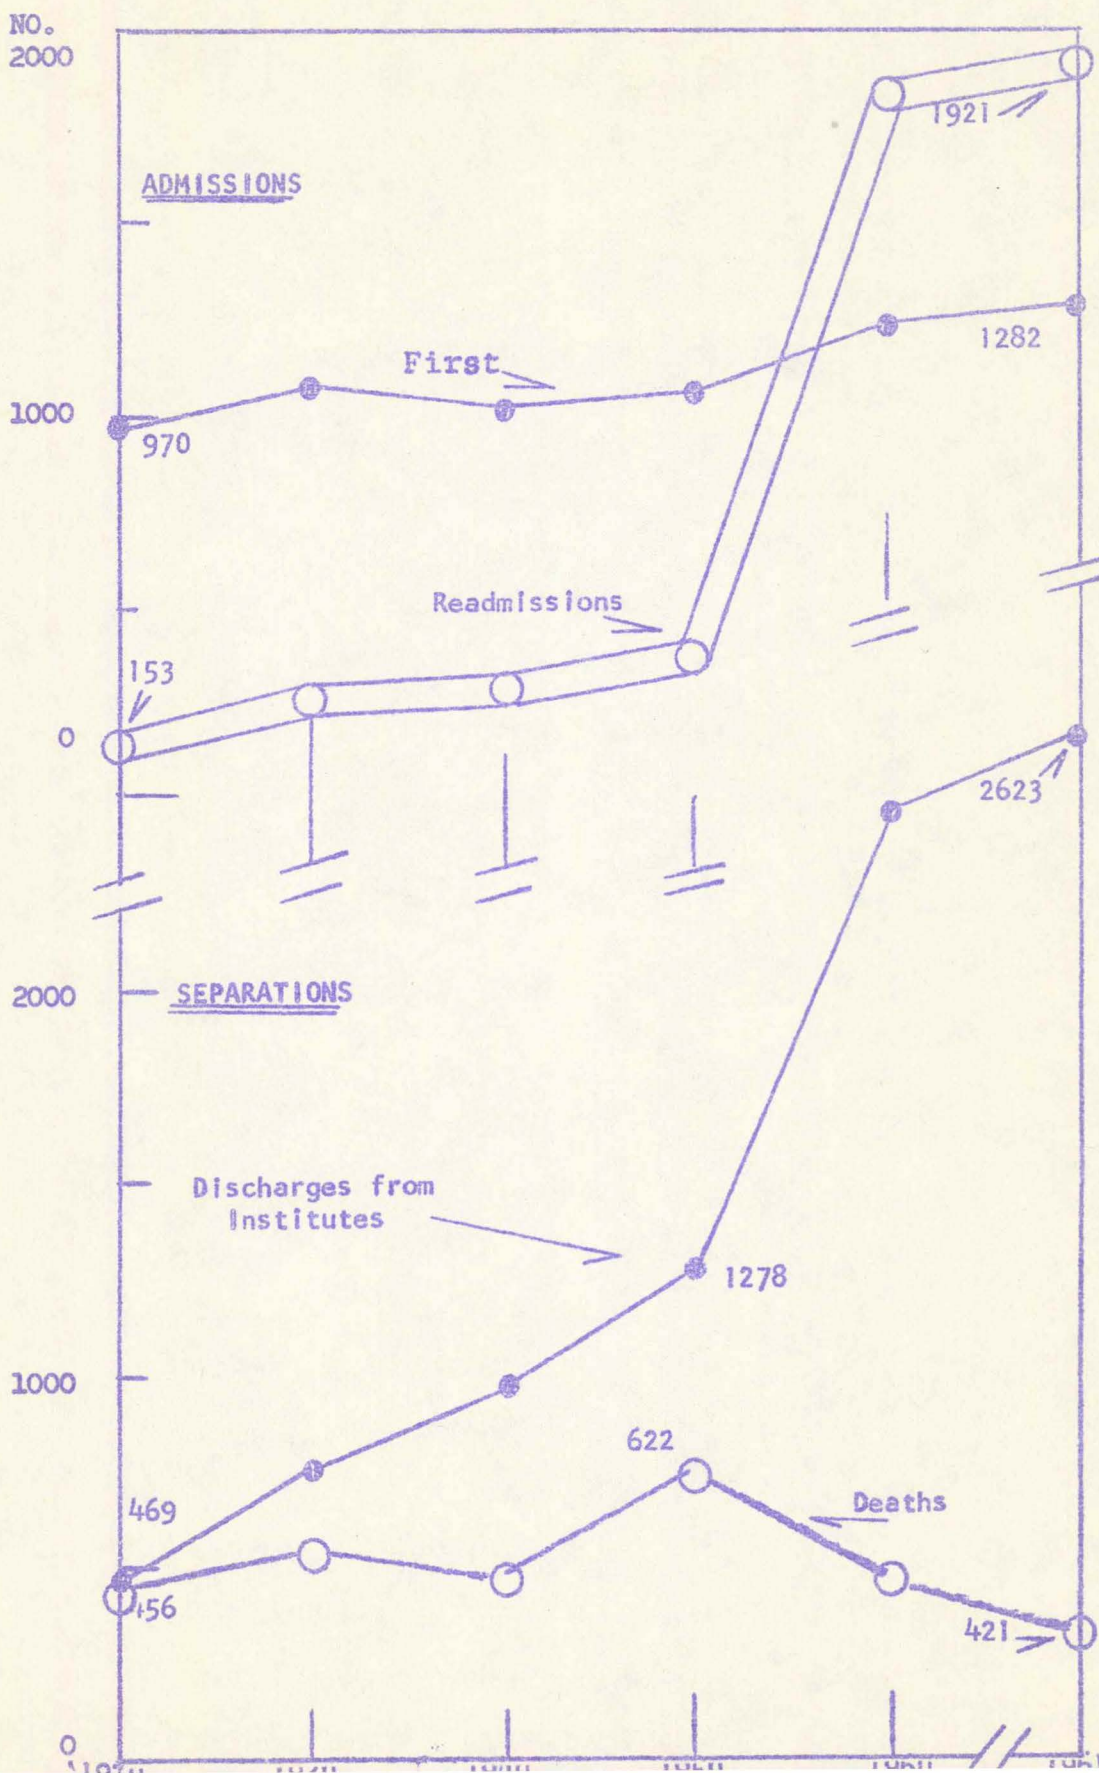 NO.
2000
1921
ADMISSIONS
1282
First
1000
970
Readmissions
153
0
2623
2000
SEPARATIONS
Discharges from
Institutes
1278
1000
622
469
Deaths
456
421
0